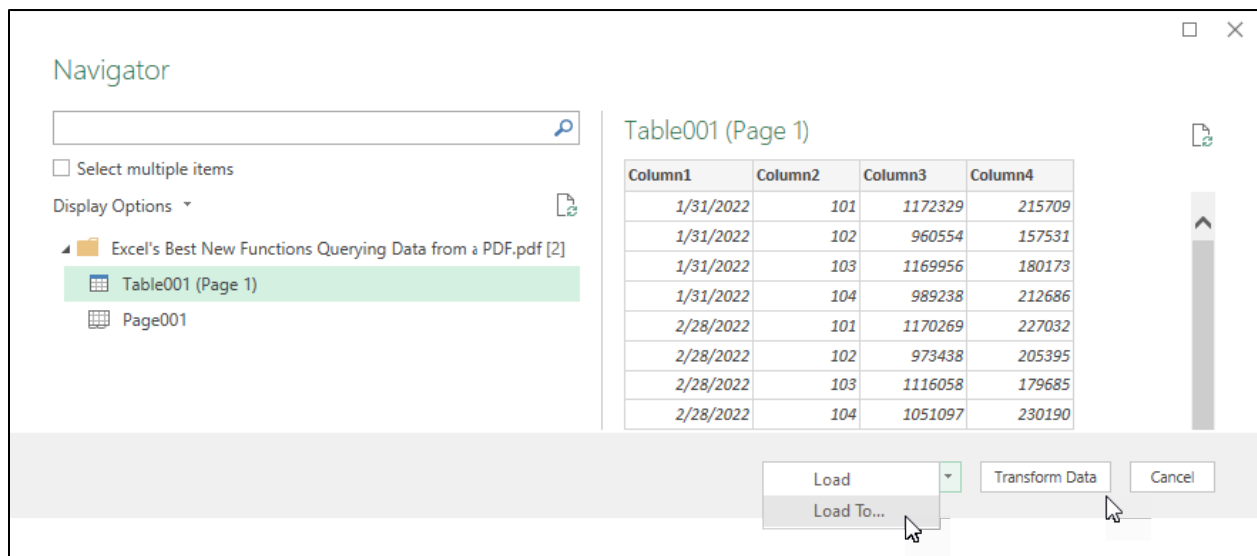 Navigator
Select multiple items
Display Options
Excel's Best New Functions Querying Data from a PDF.pdf [2]
Table001 (Page 1)
Page001
Table001 (Page 1)
Column1 Column2 Column3 Column4
1/31/2022 101 1172329 215709
1/31/2022 102 960554 157531
1/31/2022 103 1169956 180173
1/31/2022 104 989238 212686
2/28/2022 101 1170269 227032
2/28/2022 102 973438 205395
2/28/2022 103 1116058 179685
2/28/2022 104 1051097 230190
Load
Load To...
Transform Data
Cancel